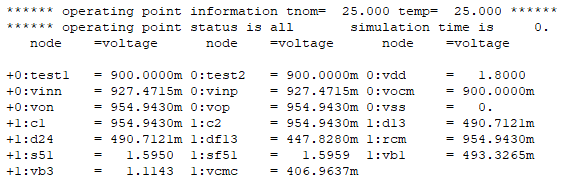 ****** operating point information tnom=  25.000 temp=  25.000 ******
****** operating point status is all       simulation time is     0.
   node    =voltage      node    =voltage      node    =voltage
+0:test1   = 900.0000m 0:test2   = 900.0000m 0:vdd     =   1.8000
+0:vinn    = 927.4715m 0:vinp    = 927.4715m 0:vocm    = 900.0000m
+0:von     = 954.9430m 0:vop     = 954.9430m 0:vss     =   0.
+1:c1      = 954.9430m 1:c2      = 954.9430m 1:d13     = 490.7121m
+1:d24     = 490.7121m 1:df13    = 447.8280m 1:rcm     = 954.9430m
+1:s51     =   1.5950  1:sf51    =   1.5959  1:vb1     = 493.3265m
+1:vb3     =   1.1143  1:vcmc    = 406.9637m